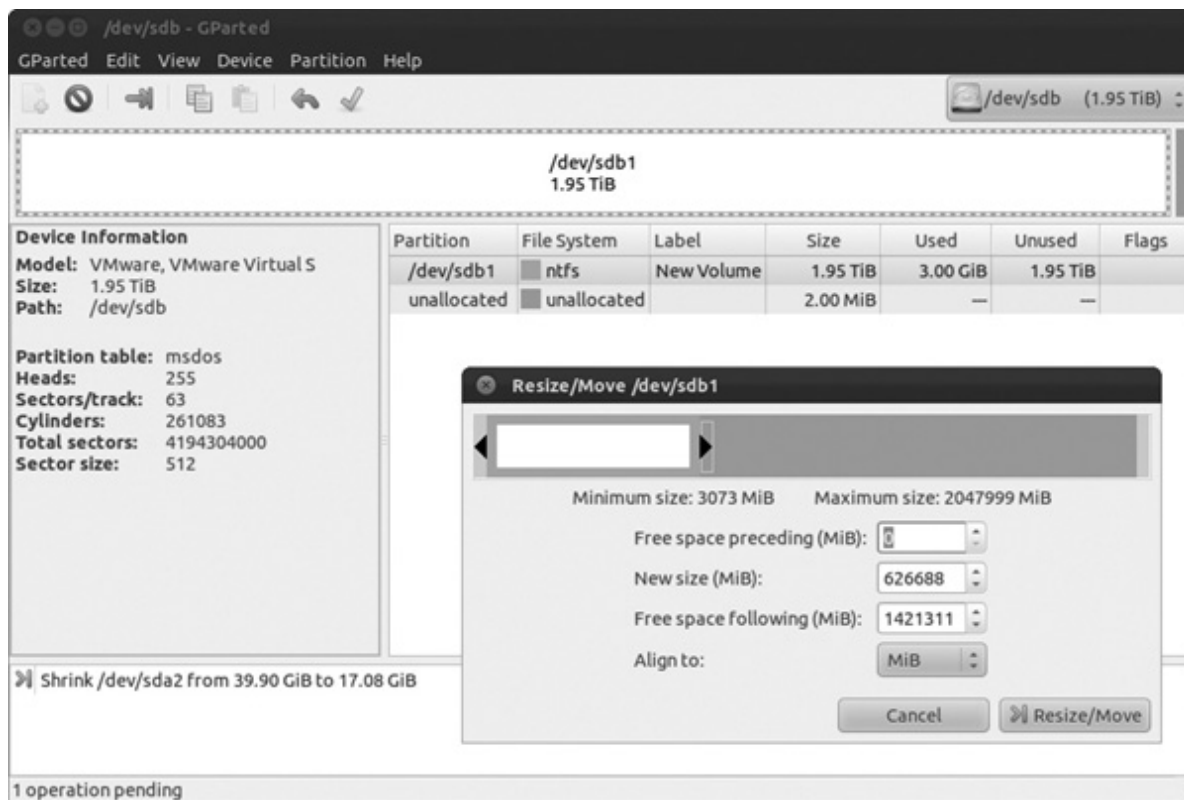 /dev/sdb - GParted
GParted Edit View Device Partition Help
/dev/sdb (1.95 TiB)
/dev/sdb1
1.95 TiB
Device Information
Model: VMware, VMware Virtual S
Size: 1.95 TiB
Path: /dev/sdb
Partition table: msdos
Heads: 255
Sectors/track: 63
Cylinders: 261083
Total sectors: 4194304000
Sector size: 512
Partition File System Label Size Used Unused Flags
/dev/sdb1 ntfs New Volume 1.95 TiB 3.00 GiB 1.95 TiB
unallocated unallocated 2.00 MiB — —
Resize/Move /dev/sdb1
Minimum size: 3073 MiB Maximum size: 2047999 MiB
Free space preceding (MiB): 0
New size (MiB): 626688
Free space following (MiB): 1421311
Align to: MiB
Cancel Resize/Move
Shrink /dev/sda2 from 39.90 GiB to 17.08 GiB
1 operation pending